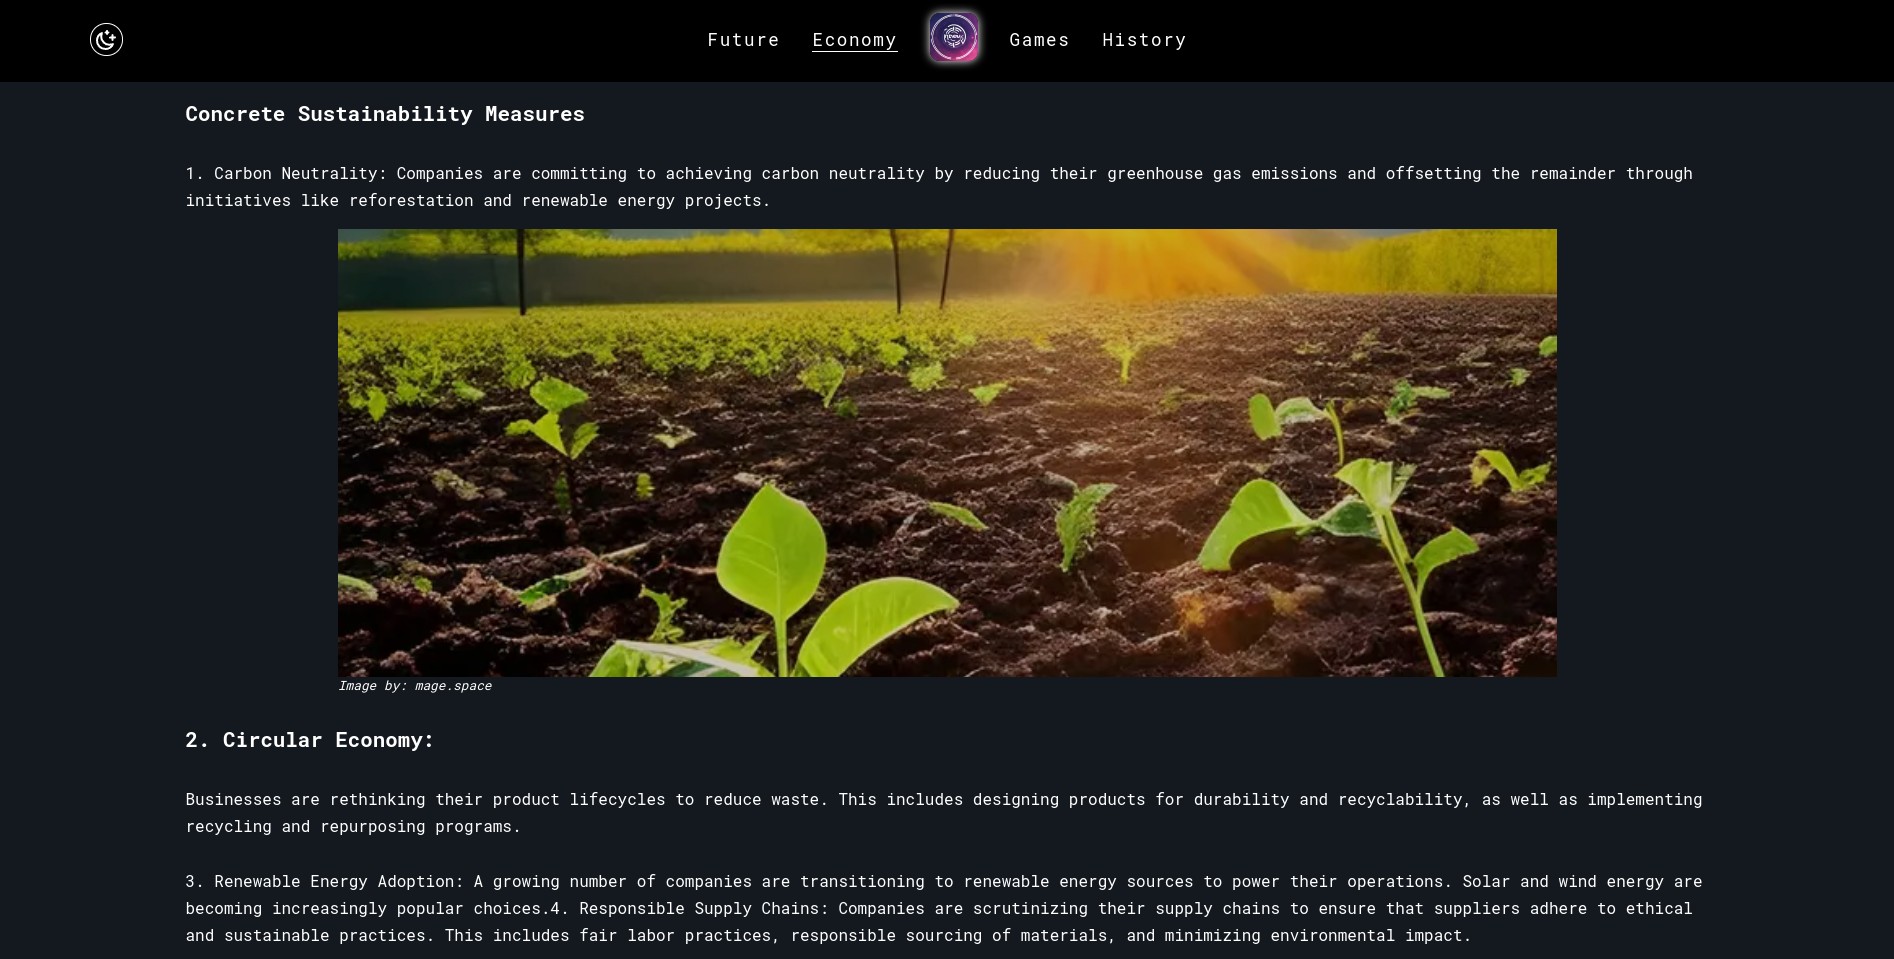 Future Economy Games History
Concrete Sustainability Measures
1. Carbon Neutrality: Companies are committing to achieving carbon neutrality by reducing their greenhouse gas emissions and offsetting the remainder through
initiatives like reforestation and renewable energy projects.
Image by: mage.space
2. Circular Economy:
Businesses are rethinking their product lifecycles to reduce waste. This includes designing products for durability and recyclability, as well as implementing
recycling and repurposing programs.
3. Renewable Energy Adoption: A growing number of companies are transitioning to renewable energy sources to power their operations. Solar and wind energy are
becoming increasingly popular choices.4. Responsible Supply Chains: Companies are scrutinizing their supply chains to ensure that suppliers adhere to ethical
and sustainable practices. This includes fair labor practices, responsible sourcing of materials, and minimizing environmental impact.